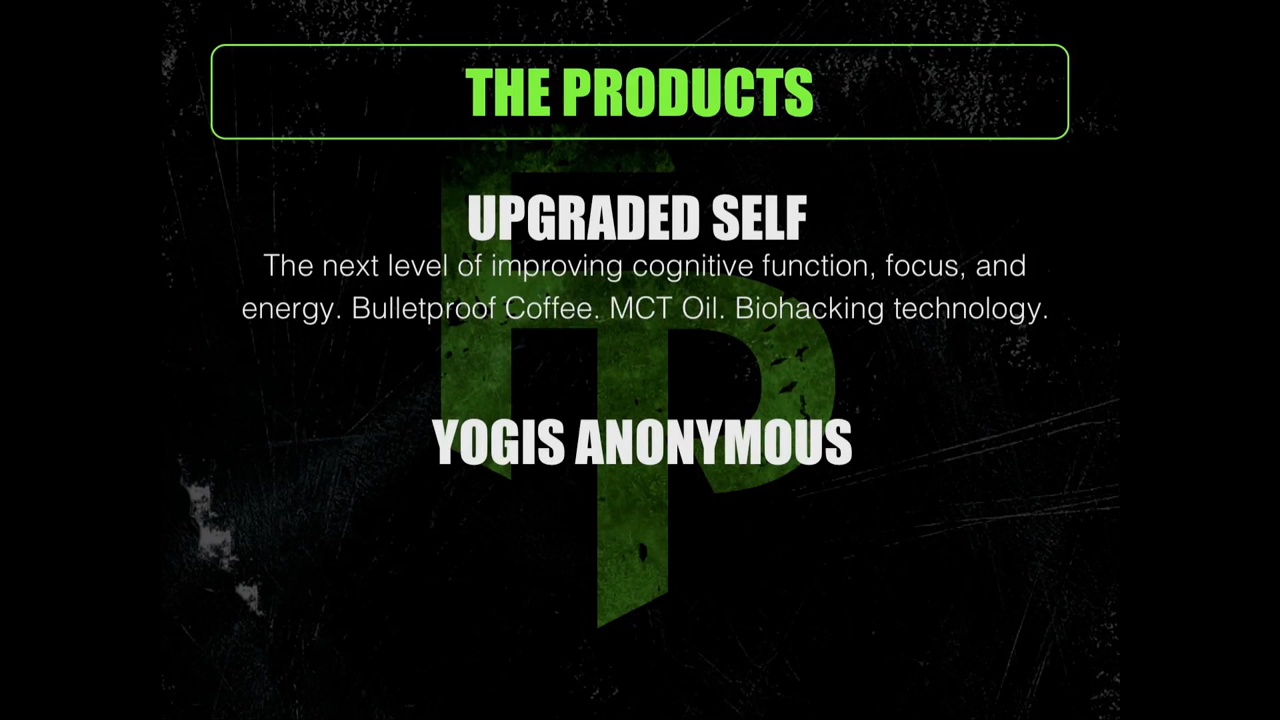 THE PRODUCTS
UPGRADED SELF
The next level of improving cognitive function, focus, and
energy. Bulletproof Coffee. MCT Oil. Biohacking technology.
YOGIS ANONYMOUS